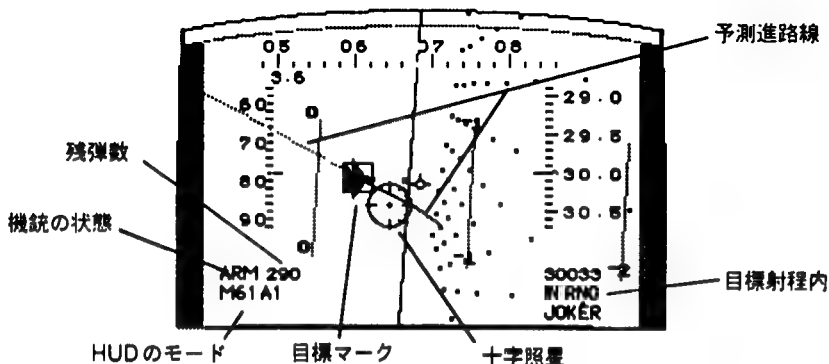 予測進路線
05 06 07 08
3.6
60
70
80
90
0
0
29.0
29.5
30.0
30.5
残弾数
機銃の状態
ARM 290
M61A1
30033
2
IN RNG
JOKER
目標射程内
HUDのモード
目標マーク
十字照星